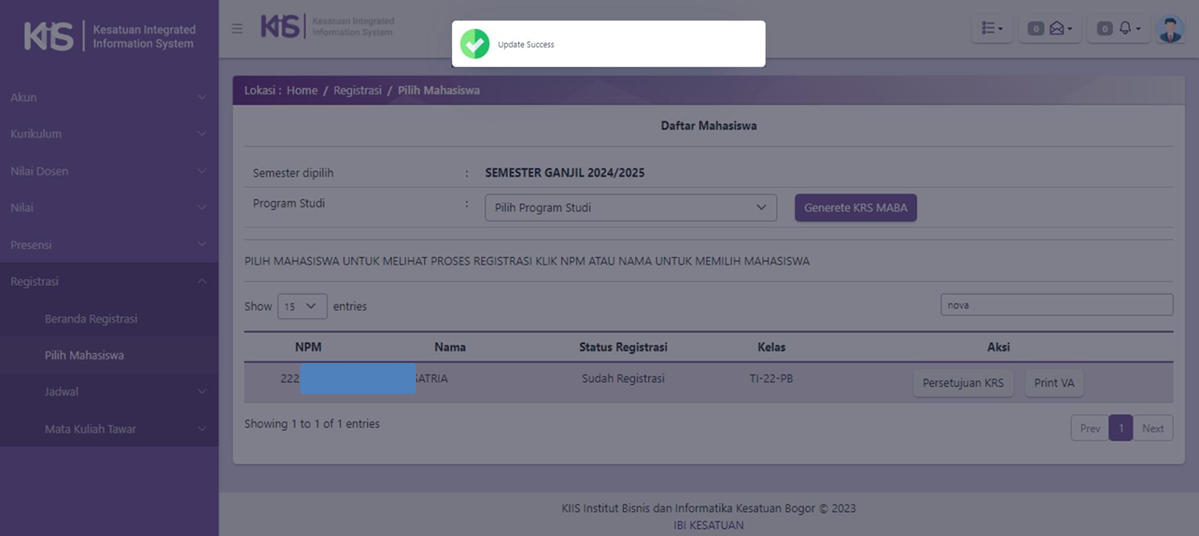 KIIS Kesatuan Integrated
Information System
KIIS Kesatuan Integrated
Information System
Update Success
0
0
Akun
Kurikulum
Nilai Dosen
Nilai
Presensi
Registrasi
Beranda Registrasi
Pilih Mahasiswa
Jadwal
Mata Kuliah Tawar
Lokasi : Home / Registrasi / Pilih Mahasiswa
Daftar Mahasiswa
Semester dipilih : SEMESTER GANJIL 2024/2025
Program Studi : Pilih Program Studi Generete KRS MABA
PILIH MAHASISWA UNTUK MELIHAT PROSES REGISTRASI KLIK NPM ATAU NAMA UNTUK MEMILIH MAHASISWA
Show 15 entries nova
NPM Nama Status Registrasi Kelas Aksi
222 ATRIA Sudah Registrasi TI-22-PB Persetujuan KRS Print VA
Showing 1 to 1 of 1 entries
Prev 1 Next
KIIS Institut Bisnis dan Informatika Kesatuan Bogor © 2023
IBI KESATUAN